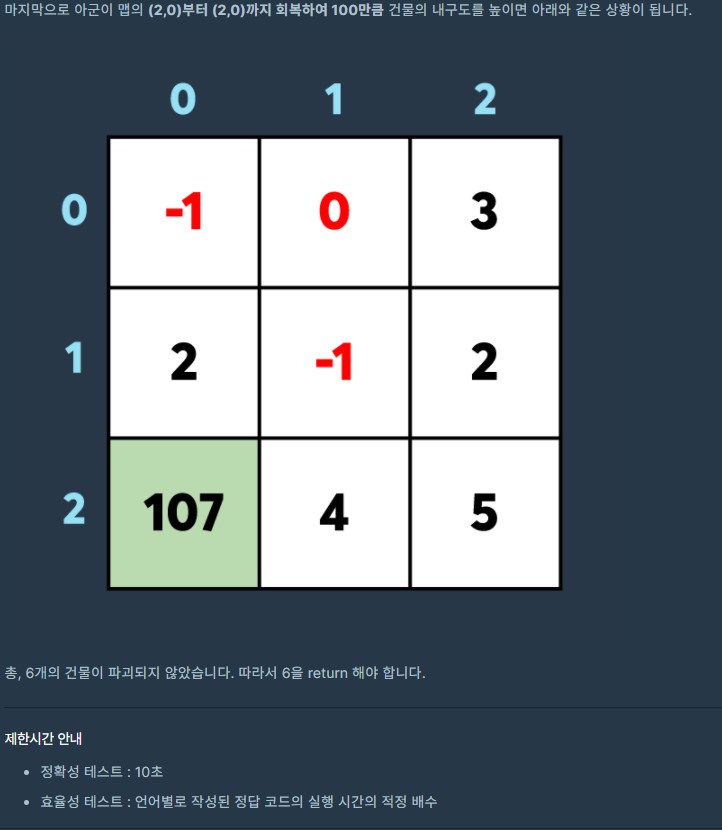 마지막으로 아군이 맵의 (2,0)부터 (2,0)까지 회복하여 100만큼 건물의 내구도를 높이면 아래와 같은 상황이 됩니다.
0 1 2
0 -1 0 3
1 2 -1 2
2 107 4 5
총, 6개의 건물이 파괴되지 않았습니다. 따라서 6을 return 해야 합니다.
제한시간 안내
• 정확성 테스트 : 10초
• 효율성 테스트 : 언어별로 작성된 정답 코드의 실행 시간의 적정 배수